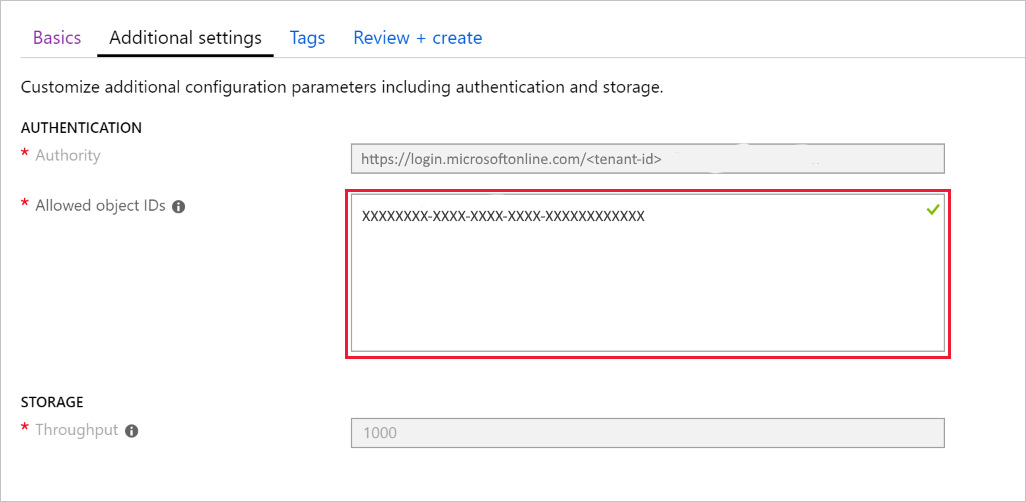 Basics Additional settings Tags Review + create
Customize additional configuration parameters including authentication and storage.
AUTHENTICATION
* Authority https://login.microsoftonline.com/<tenant-id>
* Allowed object IDs XXXXXXXX-XXXX-XXXX-XXXX-XXXXXXXXXXXX
STORAGE
* Throughput 1000